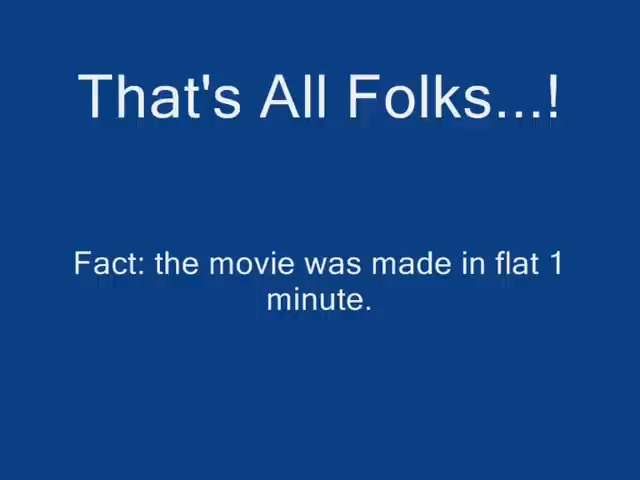 That's All Folks...!
Fact: the movie was made in flat 1
minute.